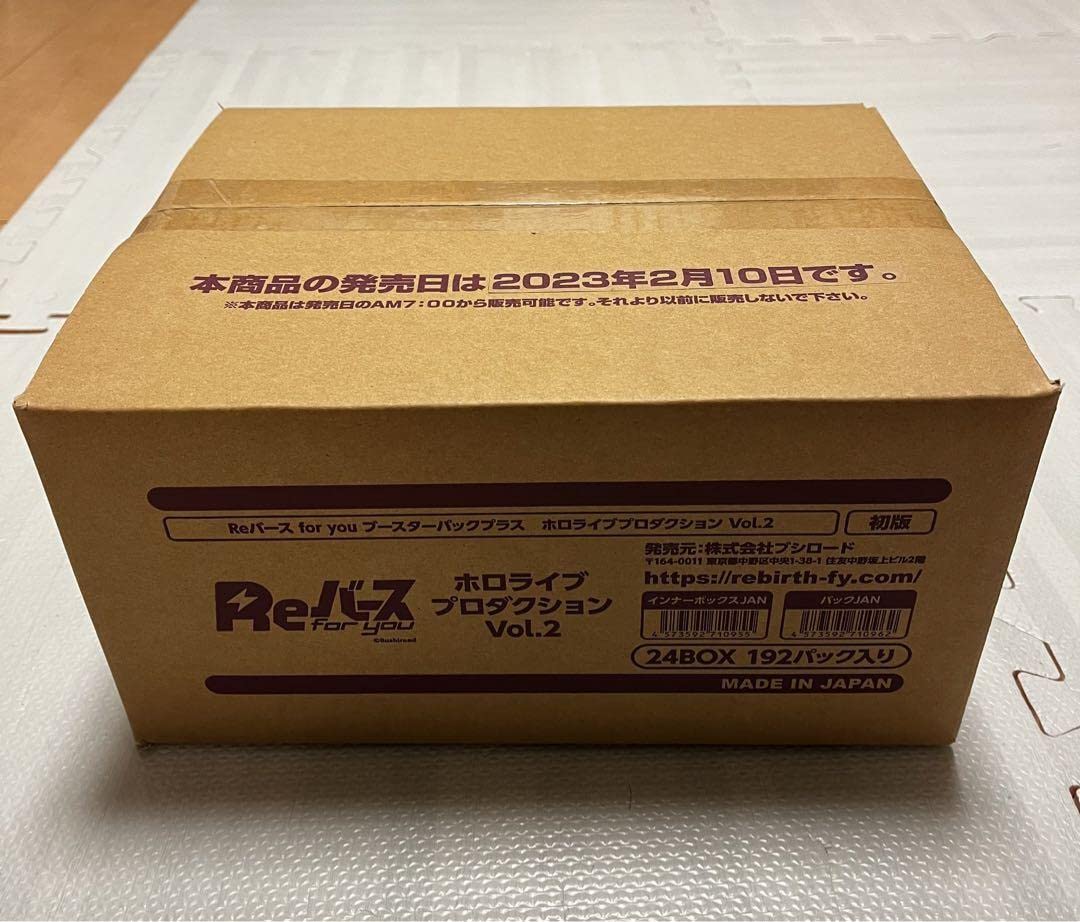 本商品の発売日は2023年2月10日です。
※本商品は発売日のAM7：00から販売可能です。それより以前に販売しないで下さい。
Reバース for you ブースターパックプラス ホロライブプロダクション Vol.2
初版
発売元：株式会社ブシロード
〒164-0011 東京都中野区中央1-38-1 住友中野坂上ビル2階
https://rebirth-fy.com/
Reバース
for you
©Bushiroad
ホロライブ
プロダクション
Vol.2
インナーボックスJAN
4 573592 710955
パックJAN
4 573592 710962
24BOX 192パック入り
MADE IN JAPAN